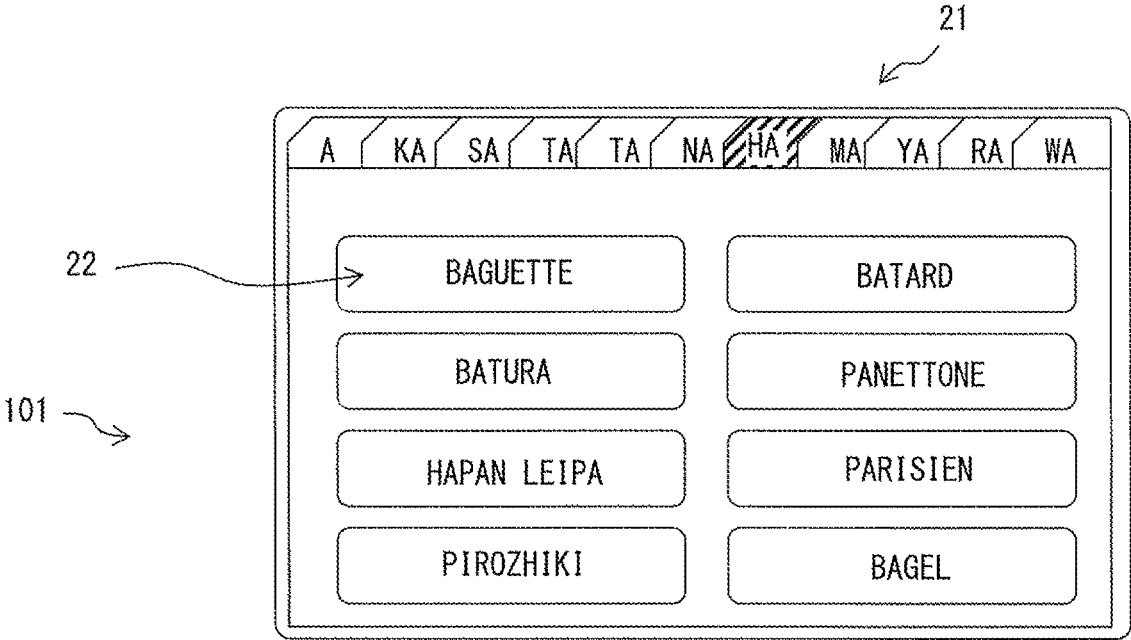 21
A KA SA TA TA NA HA MA YA RA WA
22
BAGUETTE BATARD
BATURA PANETTONE
101
HAPAN LEIPA PARISIEN
PIROZHIKI BAGEL